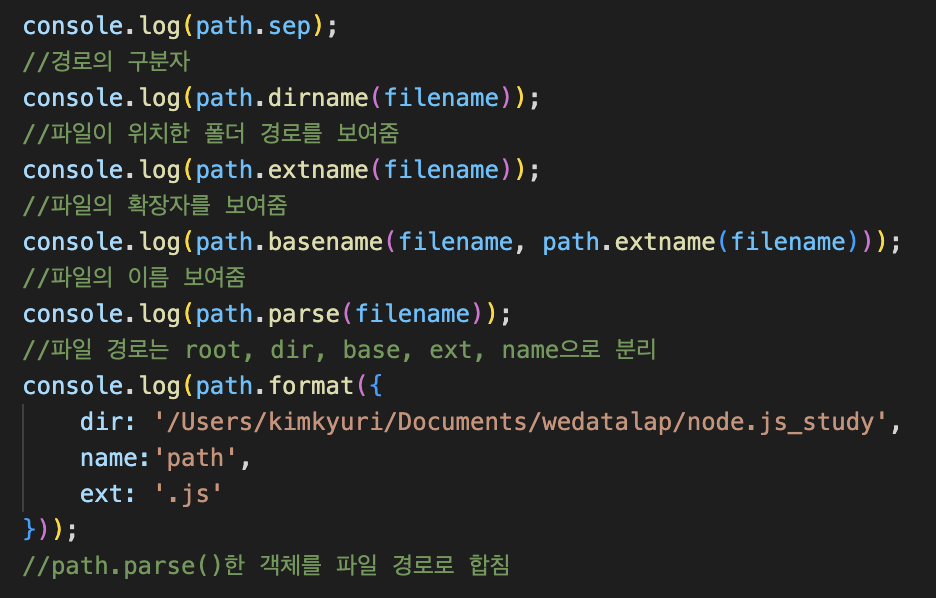 console.log(path.sep);
//경로의 구분자
console.log(path.dirname(filename));
//파일이 위치한 폴더 경로를 보여줌
console.log(path.extname(filename));
//파일의 확장자를 보여줌
console.log(path.basename(filename, path.extname(filename)));
//파일의 이름 보여줌
console.log(path.parse(filename));
//파일 경로는 root, dir, base, ext, name으로 분리
console.log(path.format({
    dir: '/Users/kimkyuri/Documents/wedatalap/node.js_study',
    name:'path',
    ext: '.js'
}));
//path.parse()한 객체를 파일 경로로 합침